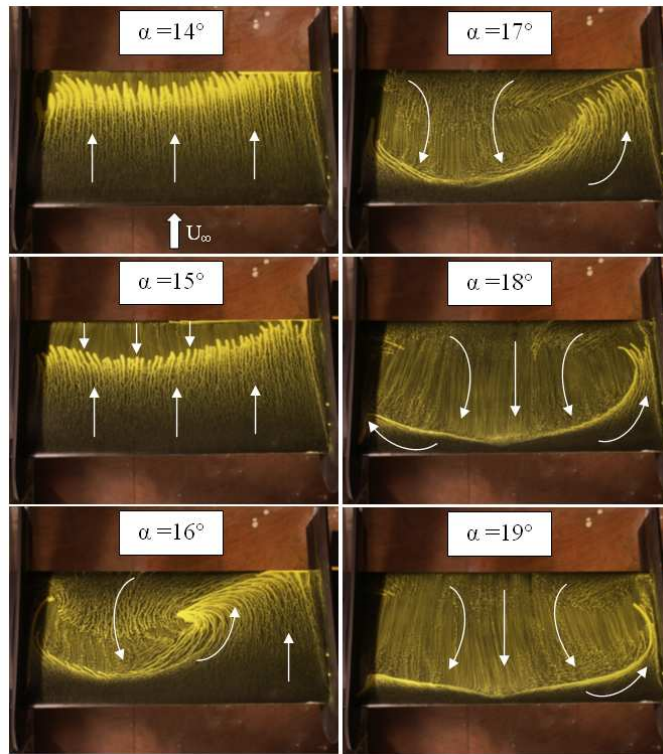 α =14°
U∞
α =15°
α =16°
α =17°
α =18°
α =19°